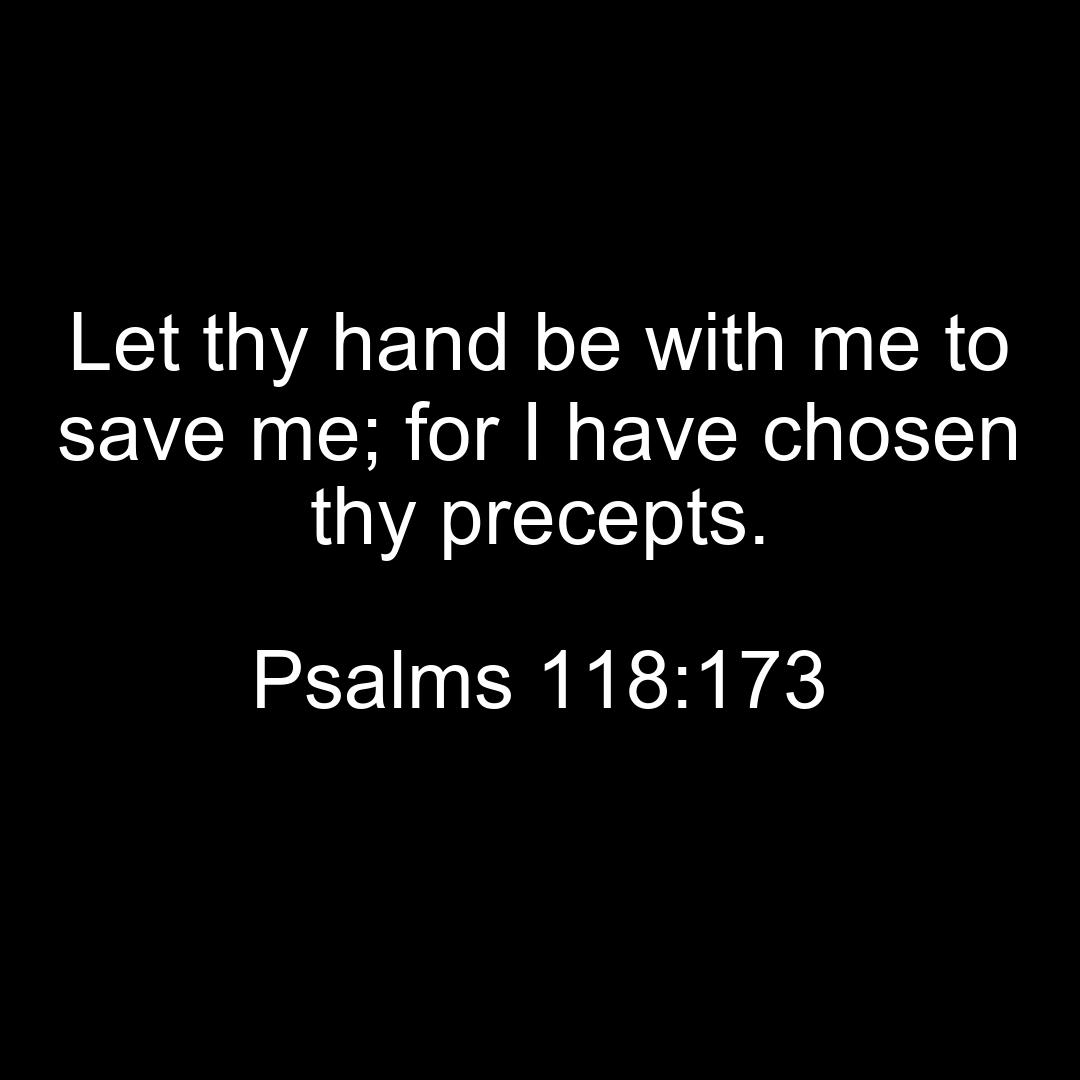 Let thy hand be with me to
save me; for I have chosen
thy precepts.
Psalms 118:173